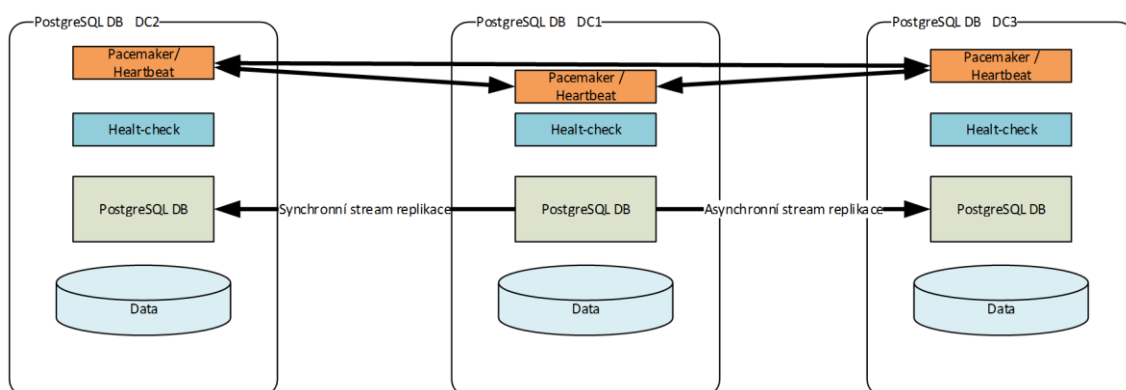 PostgreSQL DB   DC2
Pacemaker/
Heartbeat
Healt-check
PostgreSQL DB
Data
Synchronní stream replikace
PostgreSQL DB   DC1
Pacemaker /
Heartbeat
Healt-check
PostgreSQL DB
Data
Asynchronní stream replikace
PostgreSQL DB   DC3
Pacemaker /
Heartbeat
Healt-check
PostgreSQL DB
Data